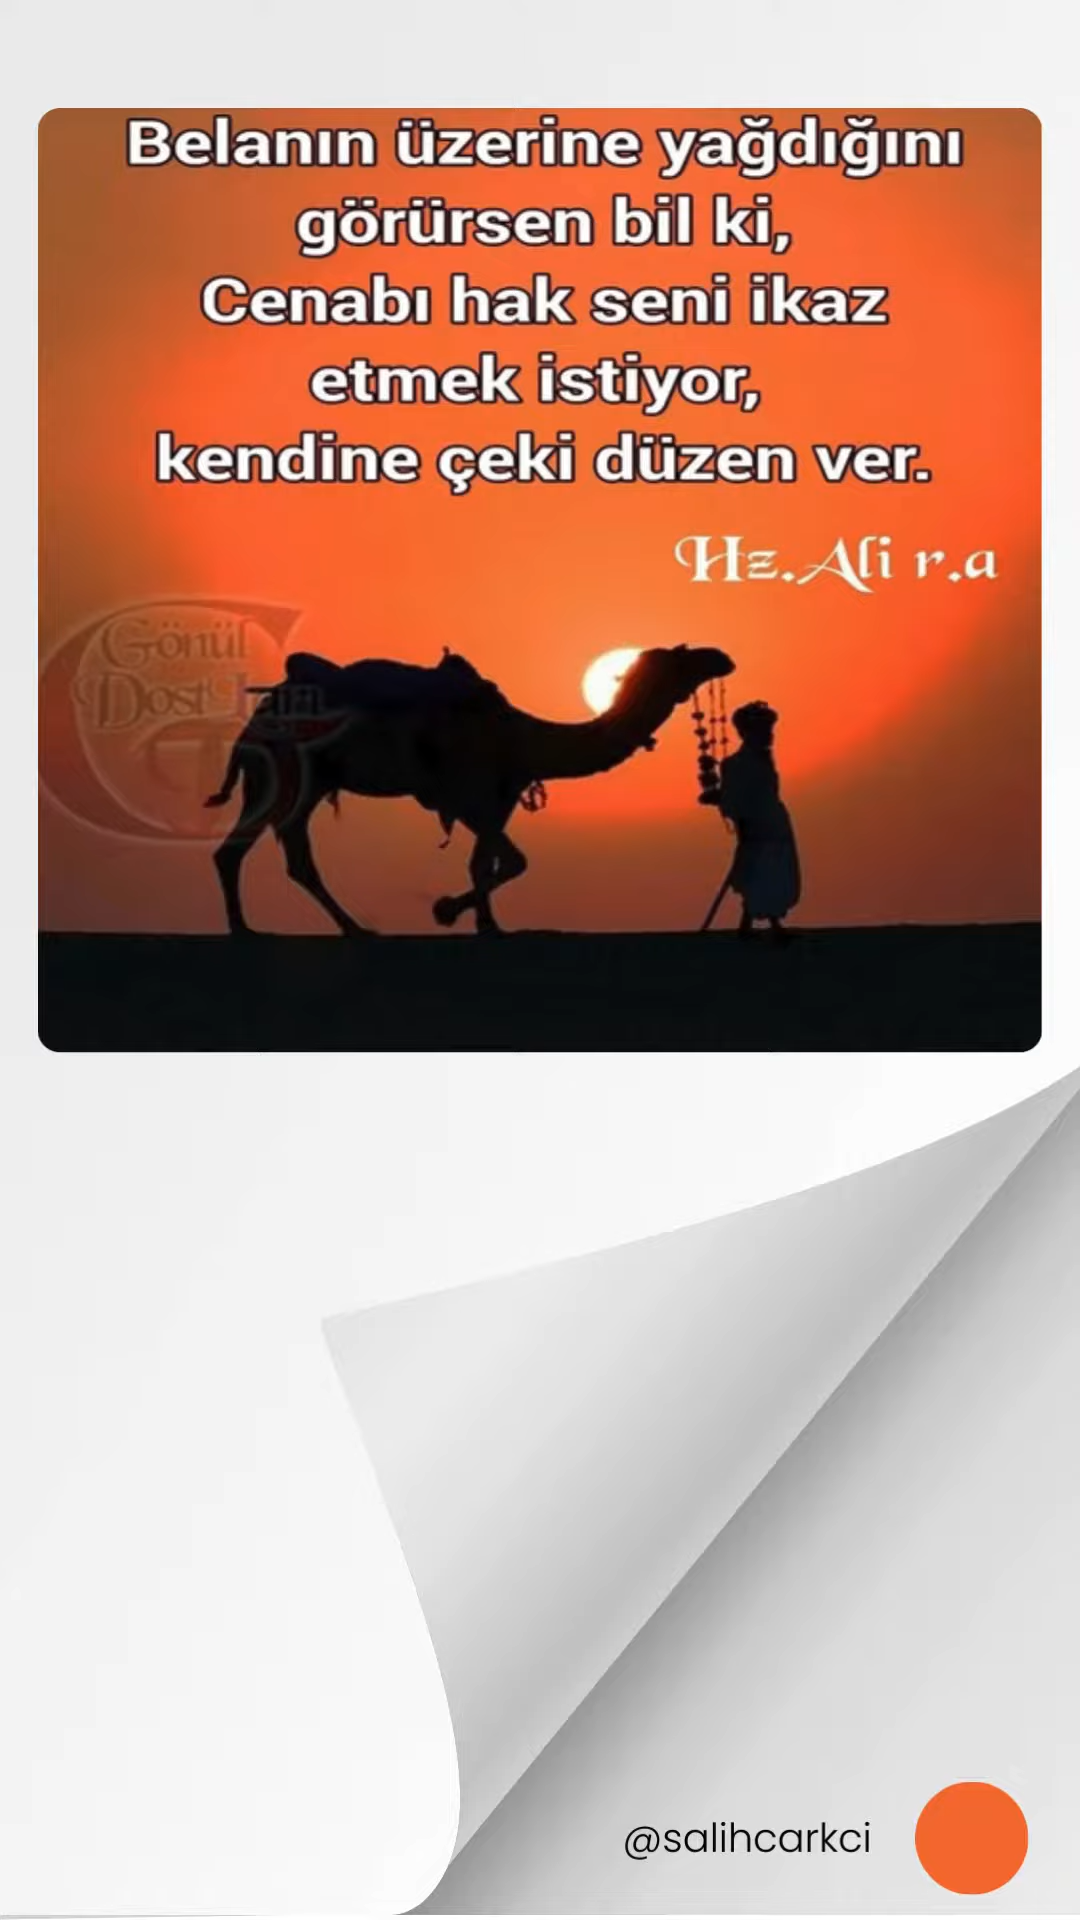 Belanın üzerine yağdığını
görürsen bil ki,
Cenabı hak seni ikaz
etmek istiyor,
kendine çeki düzen ver.
Hz.Ali r.a
Gönül
@salihcarkci